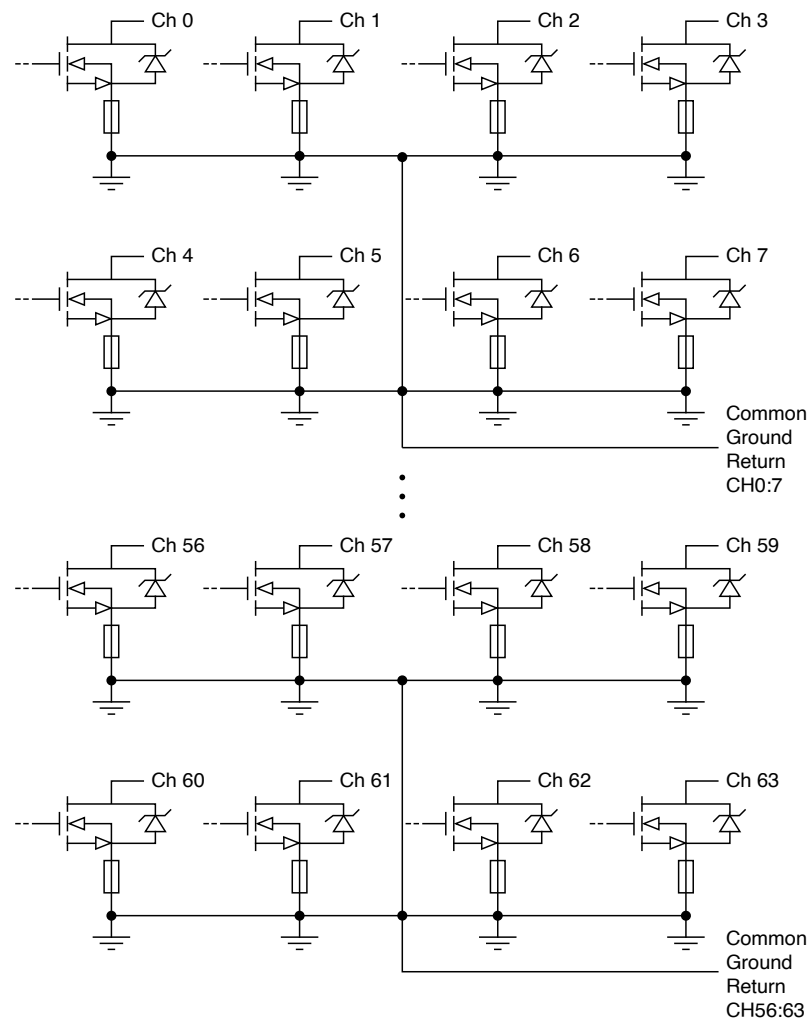 Ch 0
Ch 1
Ch 2
Ch 3
Ch 4
Ch 5
Ch 6
Ch 7
Common
Ground
Return
CH0:7
Ch 56
Ch 57
Ch 58
Ch 59
Ch 60
Ch 61
Ch 62
Ch 63
Common
Ground
Return
CH56:63